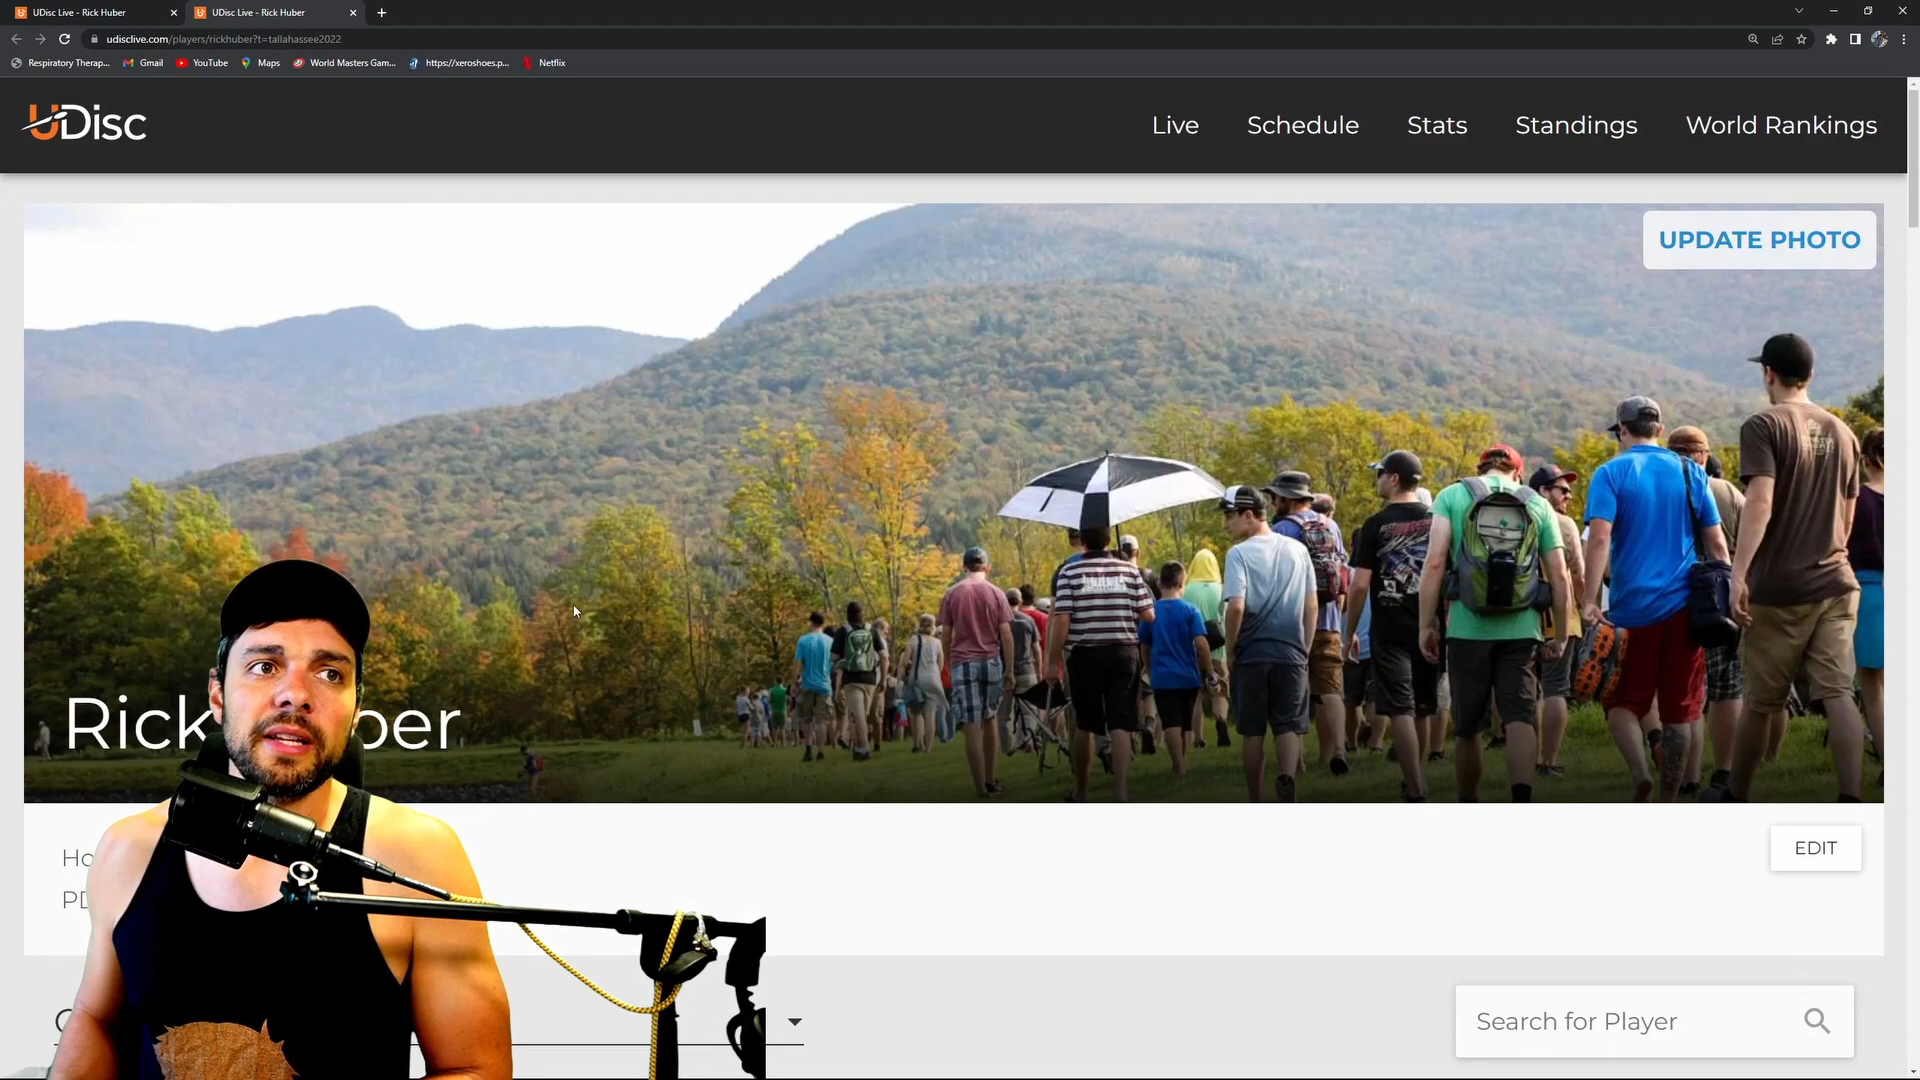 UDisc Live - Rick Huber
UDisc Live - Rick Huber
udisclive.com/players/rickhuber?t=tallahassee2022
Respiratory Therap...
Gmail
YouTube
Maps
World Masters Gam...
https://xeroshoes.p...
Netflix
UDisc
Live
Schedule
Stats
Standings
World Rankings
UPDATE PHOTO
EDIT
Search for Player